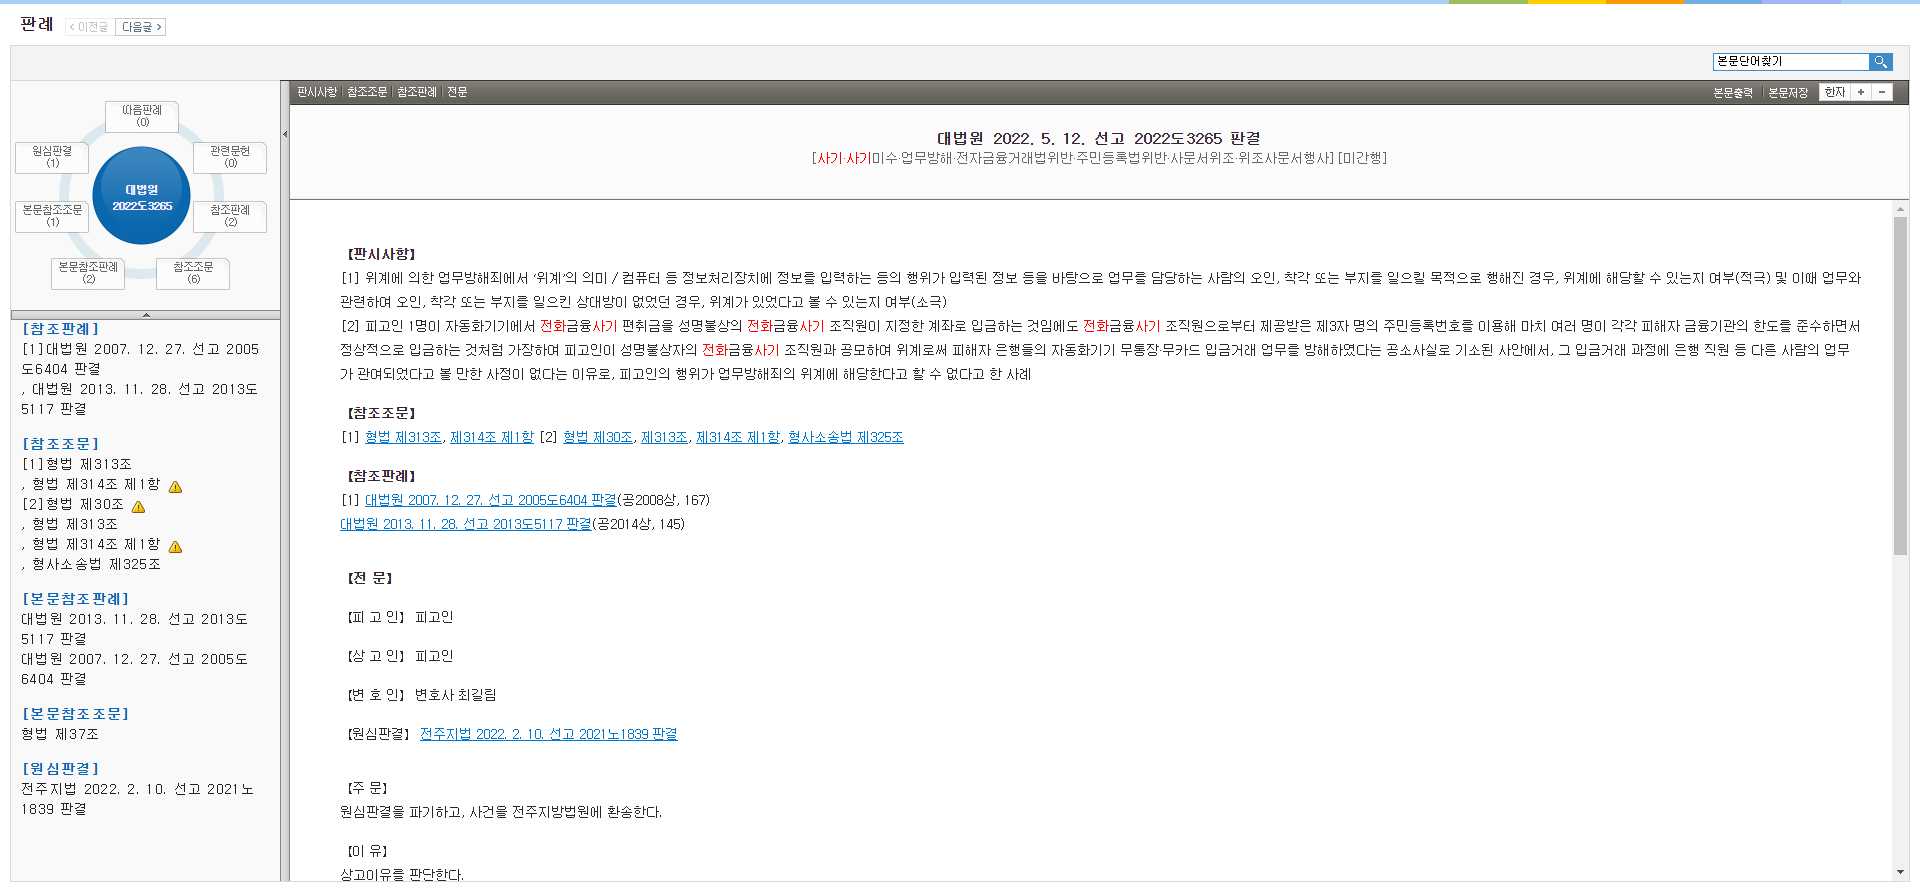 판례
이전글 다음글
본문단어찾기
따름판례
(0)
원심판결
(1)
관련문헌
(0)
대법원
2022도3265
본문참조조문
(1)
참조판례
(2)
본문참조판례
(2)
참조조문
(6)
[참조판례]
[1]대법원 2007. 12. 27. 선고 2005
도6404 판결
, 대법원 2013. 11. 28. 선고 2013도
5117 판결
[참조조문]
[1]형법 제313조
, 형법 제314조 제1항
[2]형법 제30조
, 형법 제313조
, 형법 제314조 제1항
, 형사소송법 제325조
[본문참조판례]
대법원 2013. 11. 28. 선고 2013도
5117 판결
대법원 2007. 12. 27. 선고 2005도
6404 판결
[본문참조조문]
형법 제37조
[원심판결]
전주지법 2022. 2. 10. 선고 2021노
1839 판결
판시사항 참조조문 참조판례 전문
본문출력 본문저장 한자 + -
대법원 2022. 5. 12. 선고 2022도3265 판결
[사기·사기미수·업무방해·전자금융거래법위반·주민등록법위반·사문서위조·위조사문서행사] [미간행]
【판시사항】
[1] 위계에 의한 업무방해죄에서 '위계'의 의미 / 컴퓨터 등 정보처리장치에 정보를 입력하는 등의 행위가 입력된 정보 등을 바탕으로 업무를 담당하는 사람의 오인, 착각 또는 부지를 일으킬 목적으로 행해진 경우, 위계에 해당할 수 있는지 여부(적극) 및 이때 업무와
관련하여 오인, 착각 또는 부지를 일으킨 상대방이 없었던 경우, 위계가 있었다고 볼 수 있는지 여부(소극)
[2] 피고인 1명이 자동화기기에서 전화금융사기 편취금을 성명불상의 전화금융사기 조직원이 지정한 계좌로 입금하는 것임에도 전화금융사기 조직원으로부터 제공받은 제3자 명의 주민등록번호를 이용해 마치 여러 명이 각각 피해자 금융기관의 한도를 준수하면서
정상적으로 입금하는 것처럼 가장하여 피고인이 성명불상자의 전화금융사기 조직원과 공모하여 위계로써 피해자 은행들의 자동화기기 무통장·무카드 입금거래 업무를 방해하였다는 공소사실로 기소된 사안에서, 그 입금거래 과정에 은행 직원 등 다른 사람의 업무
가 관여되었다고 볼 만한 사정이 없다는 이유로, 피고인의 행위가 업무방해죄의 위계에 해당한다고 할 수 없다고 한 사례
【참조조문】
[1] 형법 제313조, 제314조 제1항 [2] 형법 제30조, 제313조, 제314조 제1항, 형사소송법 제325조
【참조판례】
[1] 대법원 2007. 12. 27. 선고 2005도6404 판결(공2008상, 167)
대법원 2013. 11. 28. 선고 2013도5117 판결(공2014상, 145)
【전 문】
【피 고 인】 피고인
【상 고 인】 피고인
【변 호 인】 변호사 최길림
【원심판결】 전주지법 2022. 2. 10. 선고 2021노1839 판결
【주 문】
원심판결을 파기하고, 사건을 전주지방법원에 환송한다.
【이 유】
상고이유를 판단한다.